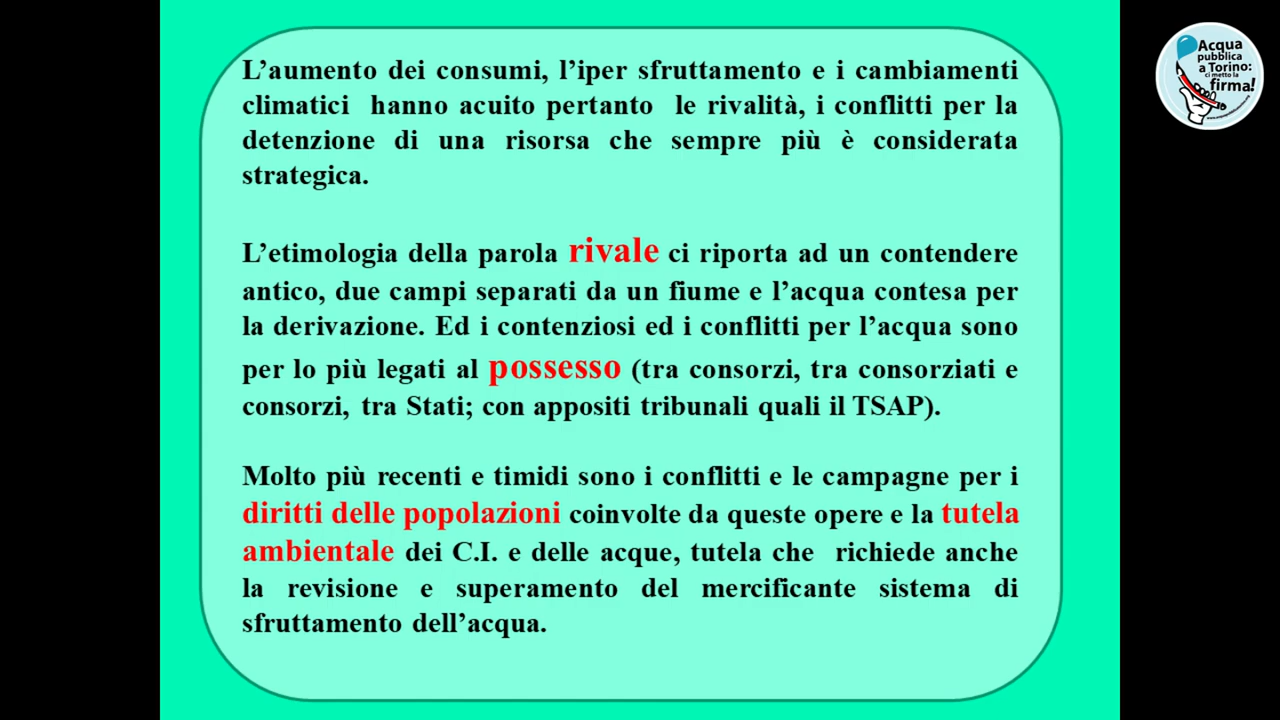 L’aumento dei consumi, l’iper sfruttamento e i cambiamenti
climatici hanno acuito pertanto le rivalità, i conflitti per la
detenzione di una risorsa che sempre più è considerata
strategica.
L’etimologia della parola rivale ci riporta ad un contendere
antico, due campi separati da un fiume e l’acqua contesa per
la derivazione. Ed i contenziosi ed i conflitti per l’acqua sono
per lo più legati al possesso (tra consorzi, tra consorziati e
consorzi, tra Stati; con appositi tribunali quali il TSAP).
Molto più recenti e timidi sono i conflitti e le campagne per i
diritti delle popolazioni coinvolte da queste opere e la tutela
ambientale dei C.I. e delle acque, tutela che richiede anche
la revisione e superamento del mercificante sistema di
sfruttamento dell’acqua.
Acqua
pubblica
a Torino:
ci metto la
firma!